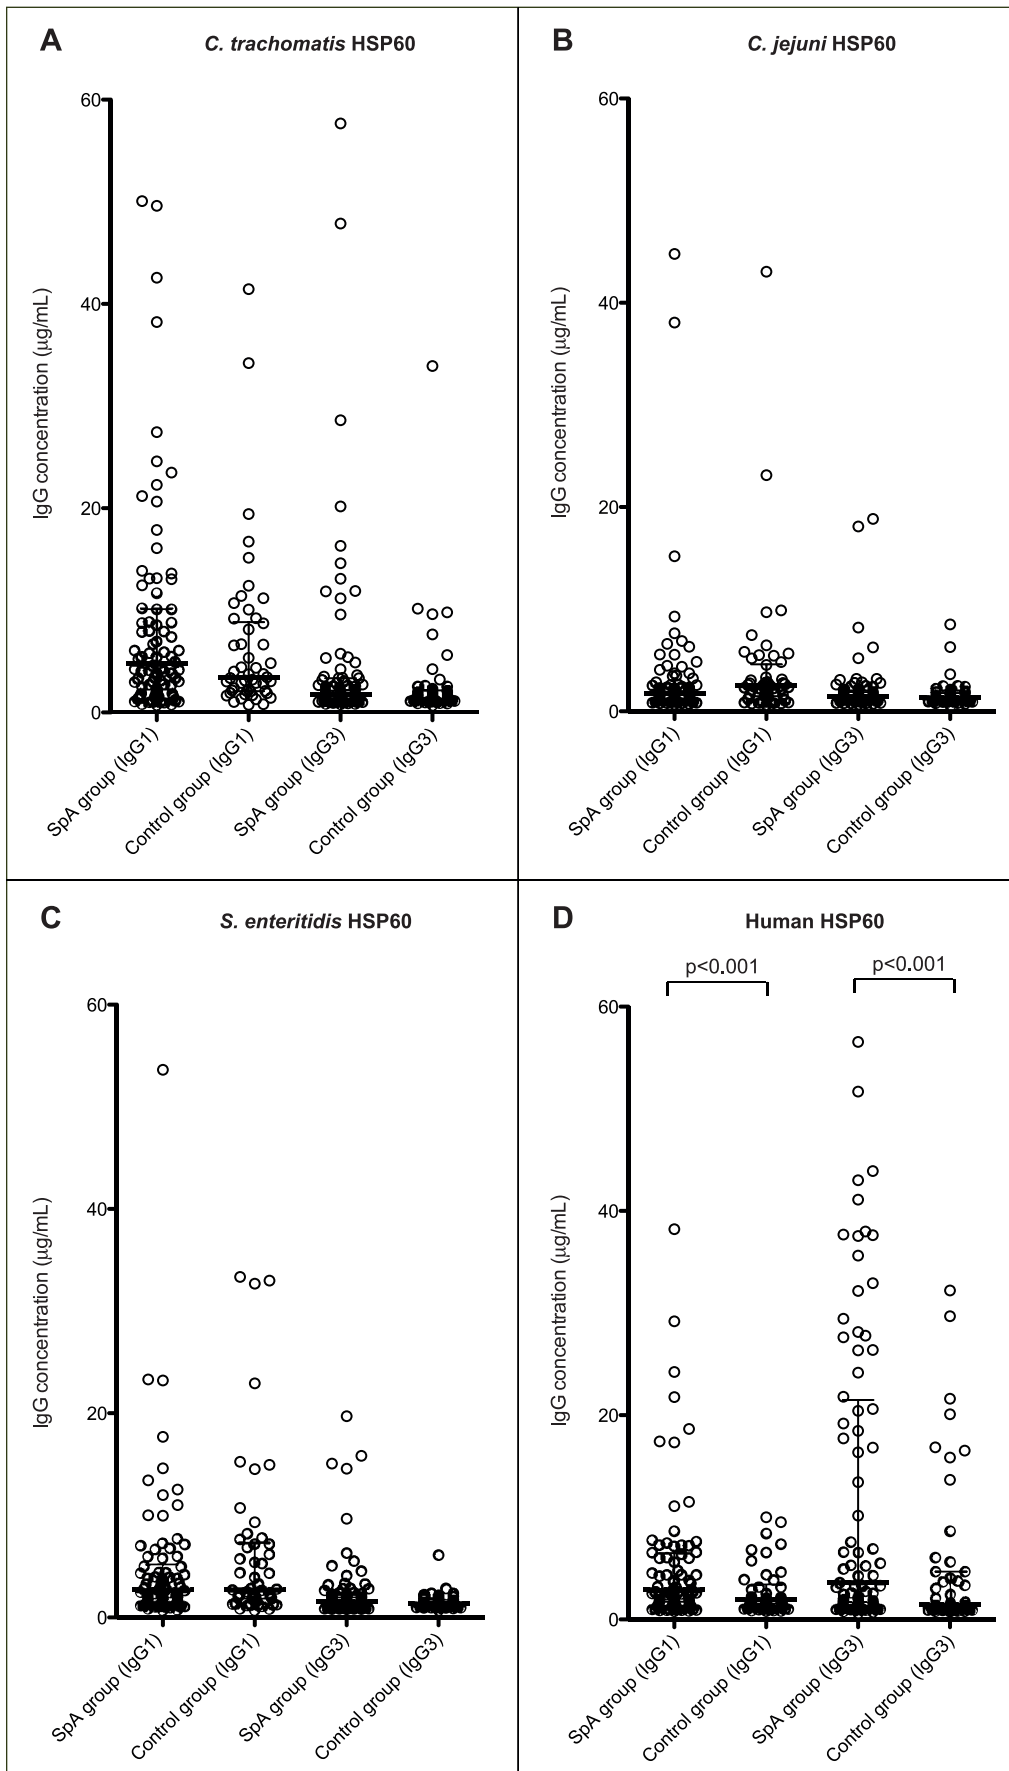 A
C. trachomatis HSP60
60
40
20
0
IgG concentration (µg/mL)
SpA group (IgG1)
Control group (IgG1)
SpA group (IgG3)
Control group (IgG3)
B
C. jejuni HSP60
60
40
20
0
IgG concentration (µg/mL)
SpA group (IgG1)
Control group (IgG1)
SpA group (IgG3)
Control group (IgG3)
C
S. enteritidis HSP60
60
40
20
0
IgG concentration (µg/mL)
SpA group (IgG1)
Control group (IgG1)
SpA group (IgG3)
Control group (IgG3)
D
Human HSP60
p<0.001
p<0.001
60
40
20
0
IgG concentration (µg/mL)
SpA group (IgG1)
Control group (IgG1)
SpA group (IgG3)
Control group (IgG3)